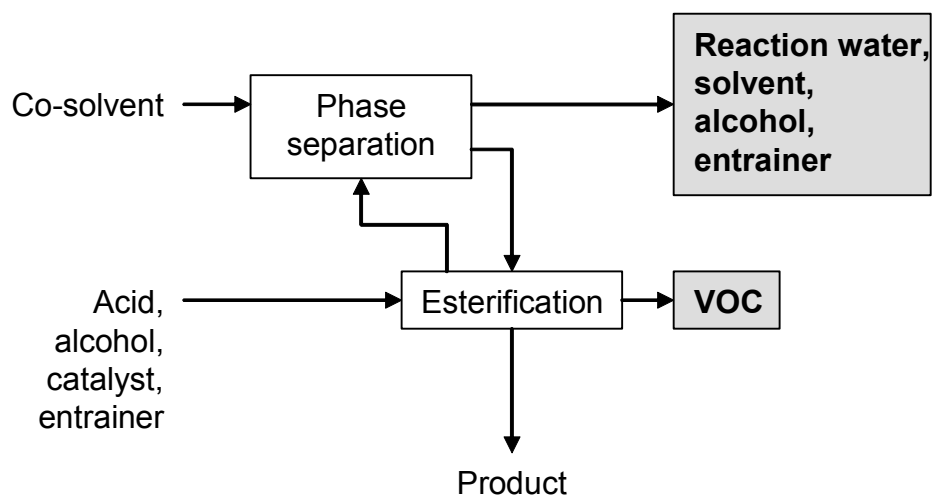 Reaction water,
solvent,
alcohol,
entrainer
Co-solvent
Phase
separation
Esterification
VOC
Acid,
alcohol,
catalyst,
entrainer
Product